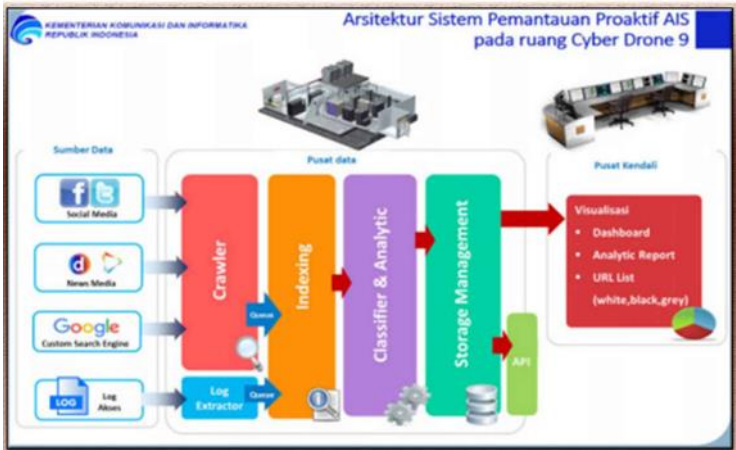 KEMENTERIAN KOMUNIKASI DAN INFORMATIKA
REPUBLIK INDONESIA
Arsitektur Sistem Pemantauan Proaktif AIS
pada ruang Cyber Drone 9
Sumber Data
Social Media
News Media
Google
Custom Search Engine
LOG
Log
Akses
Pusat data
Crawler
Queue
Log
Extractor
Queue
Indexing
Classifier & Analytic
Storage Management
API
Pusat Kendali
Visualisasi
• Dashboard
• Analytic Report
• URL List
(white,black,grey)